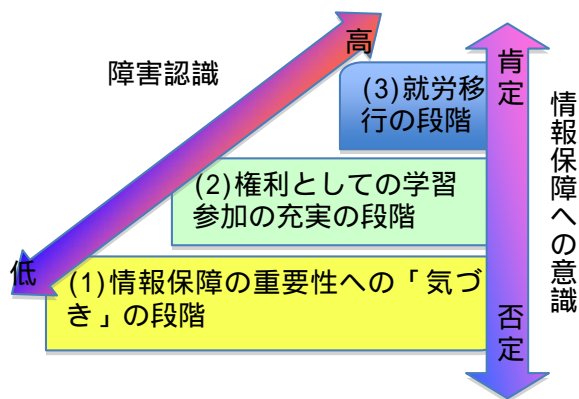 障害認識
高
低
(3)就労移
行の段階
(2)権利としての学習
参加の充実の段階
(1)情報保障の重要性への「気づ
き」の段階
肯定
否定
情報保障への意識